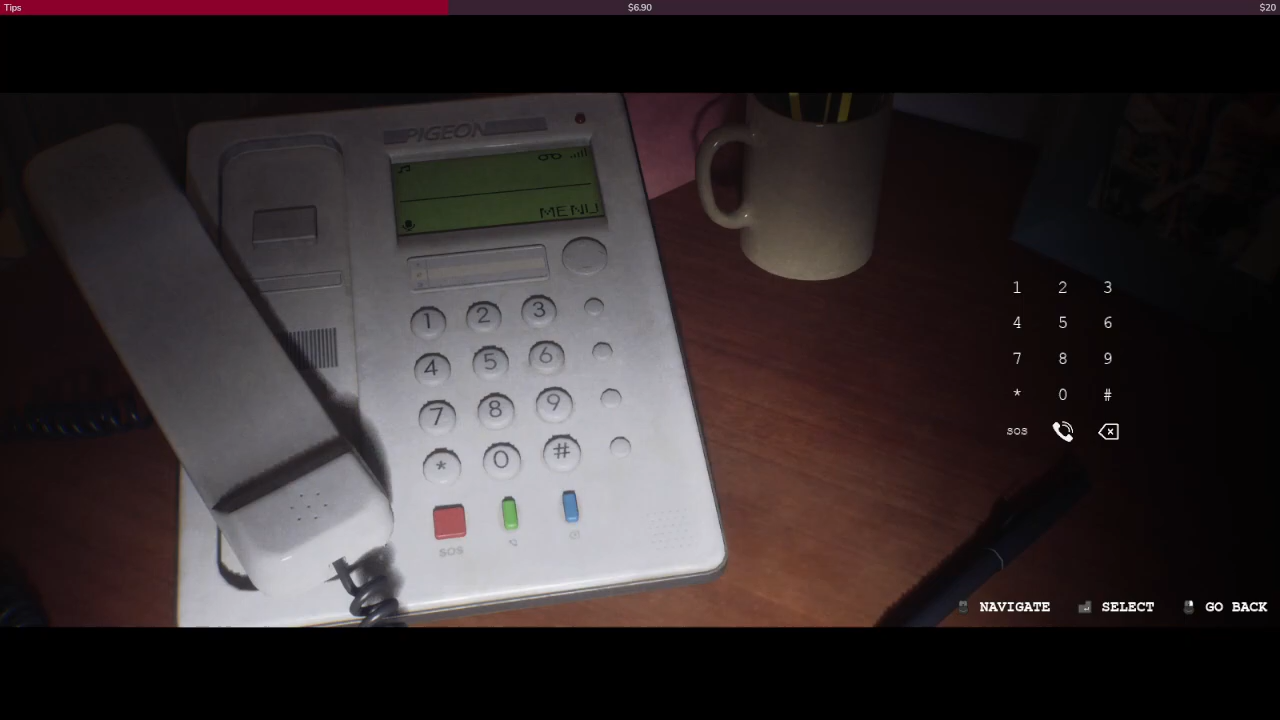 Tips $6.90 $20
PIGEON
MENU
1 2 3
4 5 6
7 8 9
* 0 #
SOS
1 2 3
4 5 6
7 8 9
* 0 #
SOS
NAVIGATE SELECT GO BACK